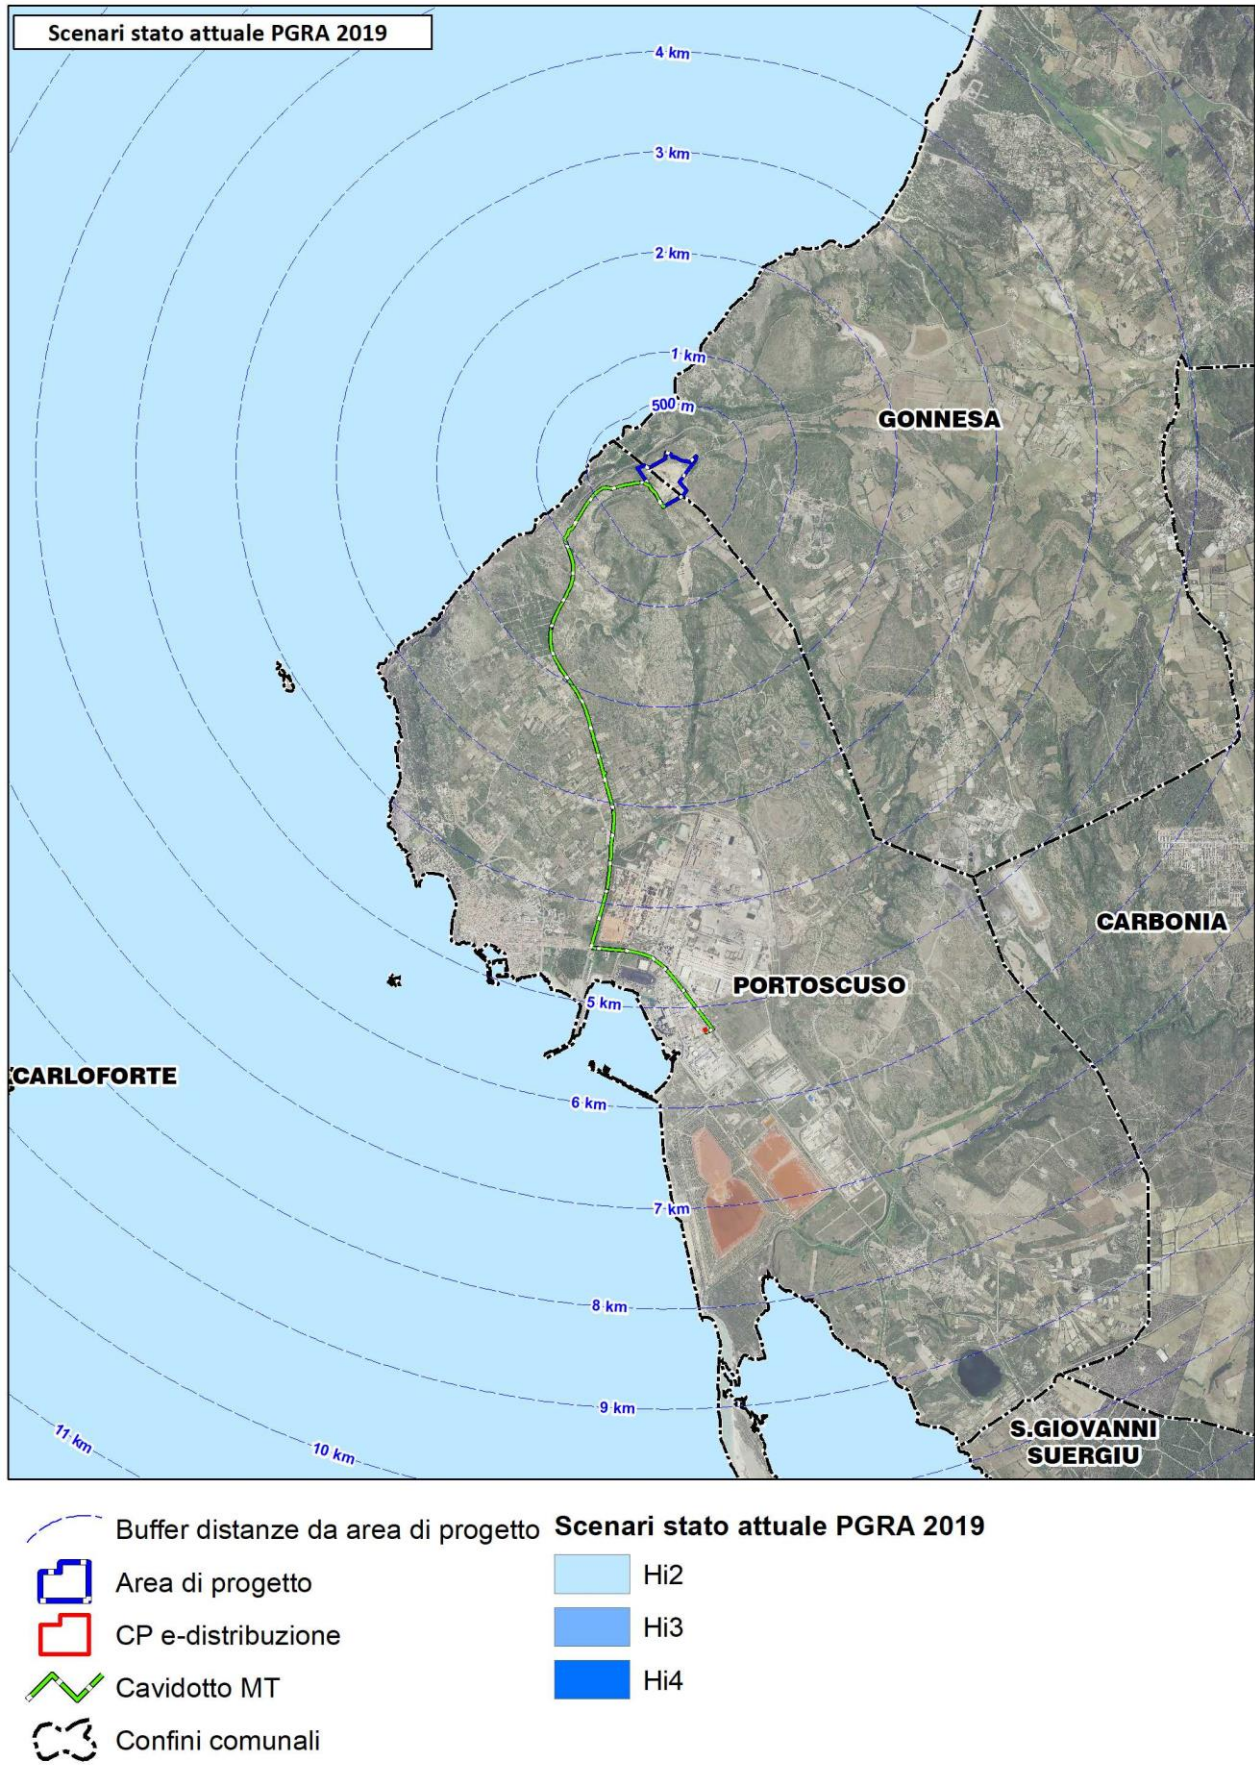 Scenari stato attuale PGRA 2019
4 km
3 km
2 km
1 km
500 m
GONNESA
CARBONIA
PORTOSCUSO
5 km
CARLOFORTE
6 km
7 km
8 km
9 km
S.GIOVANNI
SUERGIU
11 km
10 km
Buffer distanze da area di progetto
Area di progetto
CP e-distribuzione
Cavidotto MT
Confini comunali
Scenari stato attuale PGRA 2019
Hi2
Hi3
Hi4